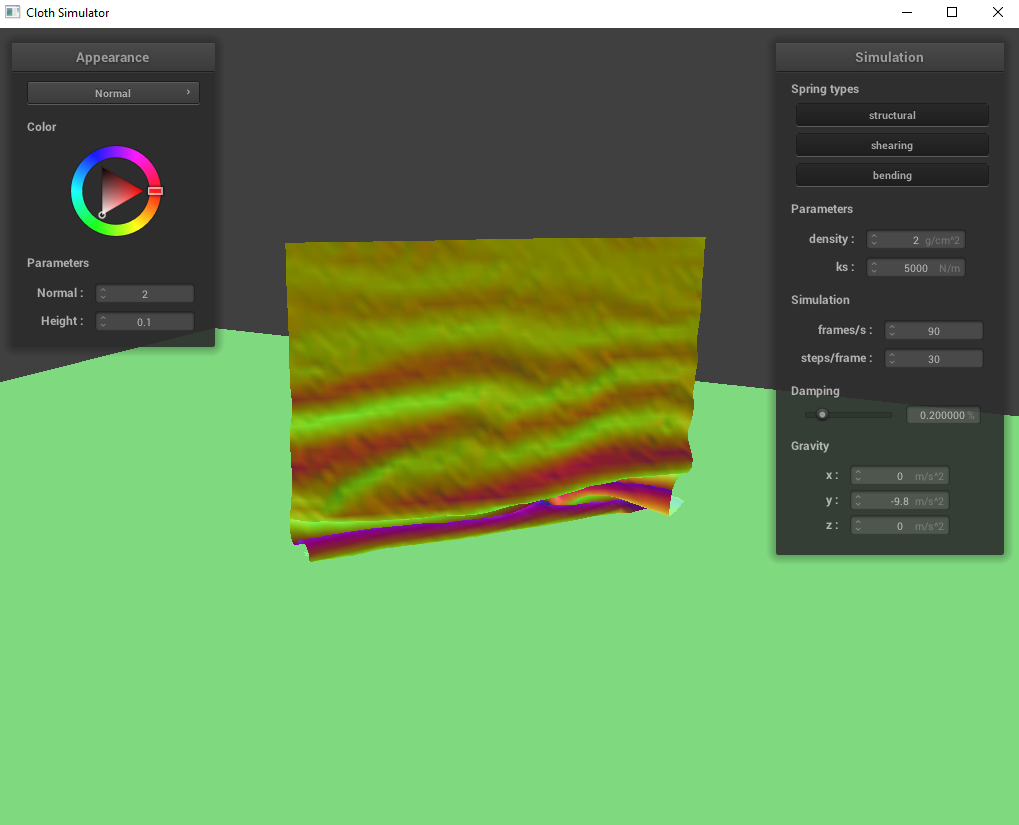 Cloth Simulator
Appearance
Normal ›
Color
Parameters
Normal : 2
Height : 0.1
Simulation
Spring types
structural
shearing
bending
Parameters
density : 2 g/cm^2
ks : 5000 N/m
Simulation
frames/s : 90
steps/frame : 30
Damping
0.200000 %
Gravity
x : 0 m/s^2
y : -9.8 m/s^2
z : 0 m/s^2